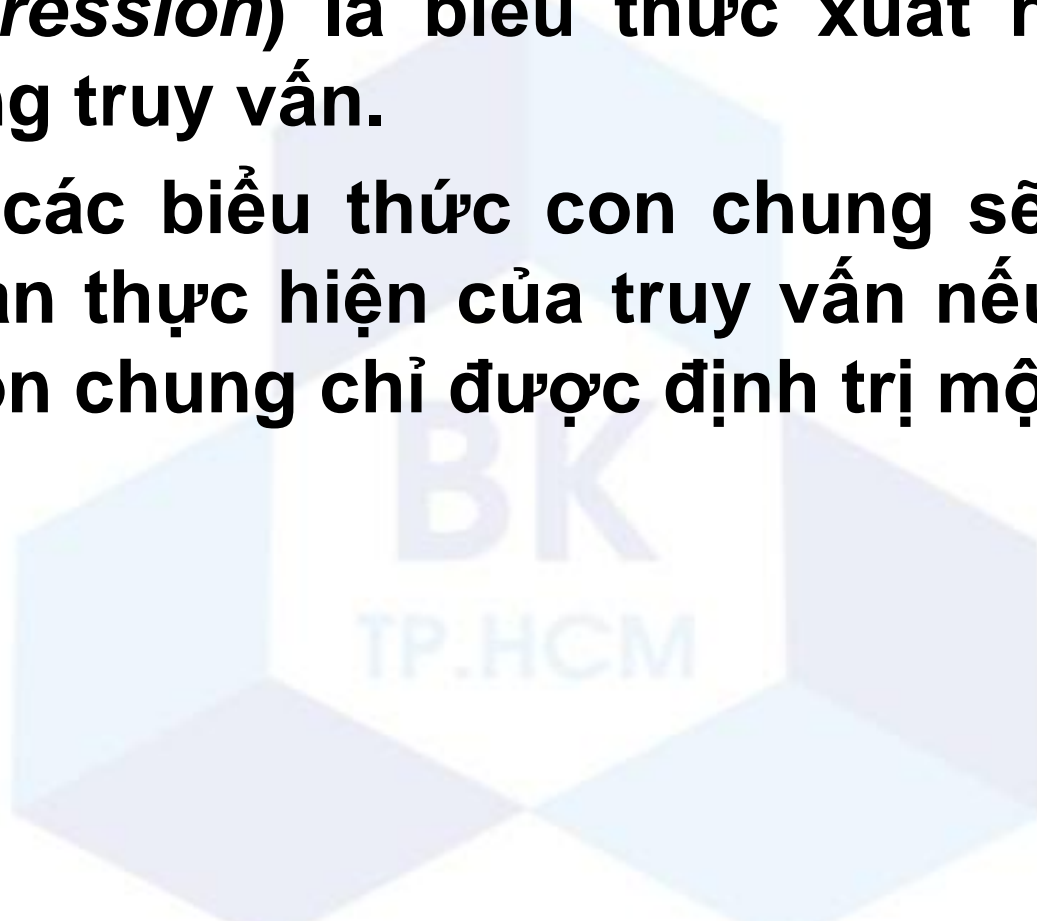 ression) là biểu thức xuất h
ng truy vấn.
các biểu thức con chung sẽ
an thực hiện của truy vấn nếu
on chung chỉ được định trị mộ
BK
TP.HCM